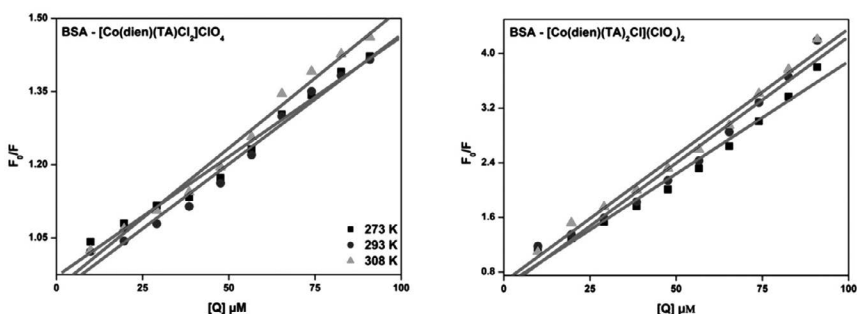 BSA - [Co(dien)(TA)Cl₂]ClO₄
1.50
1.35
1.20
1.05
F₀/F
0
25
50
75
100
[Q] µM
273 K
293 K
308 K
BSA - [Co(dien)(TA)₂Cl](ClO₄)₂
4.0
3.2
2.4
1.6
0.8
F₀/F
0
25
50
75
100
[Q] µM